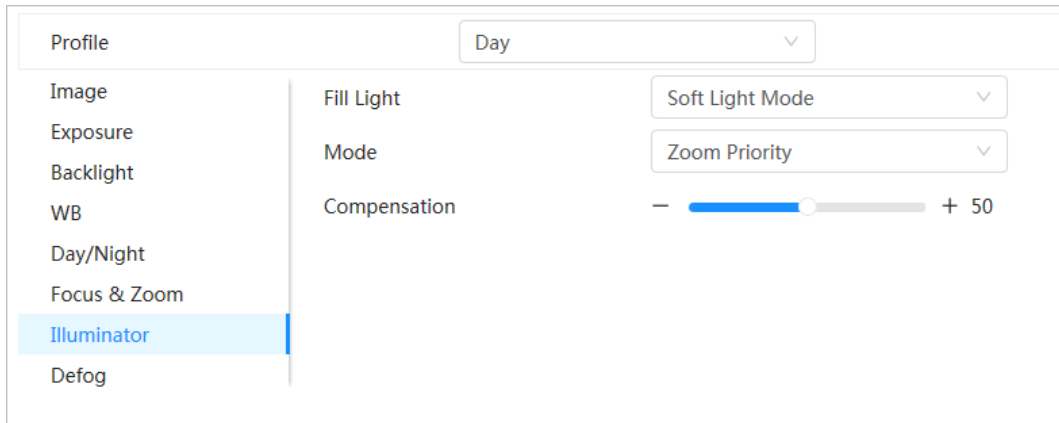 Profile Day
Image
Fill Light Soft Light Mode
Exposure
Mode Zoom Priority
Backlight
WB
Compensation − + 50
Day/Night
Focus & Zoom
Illuminator
Defog